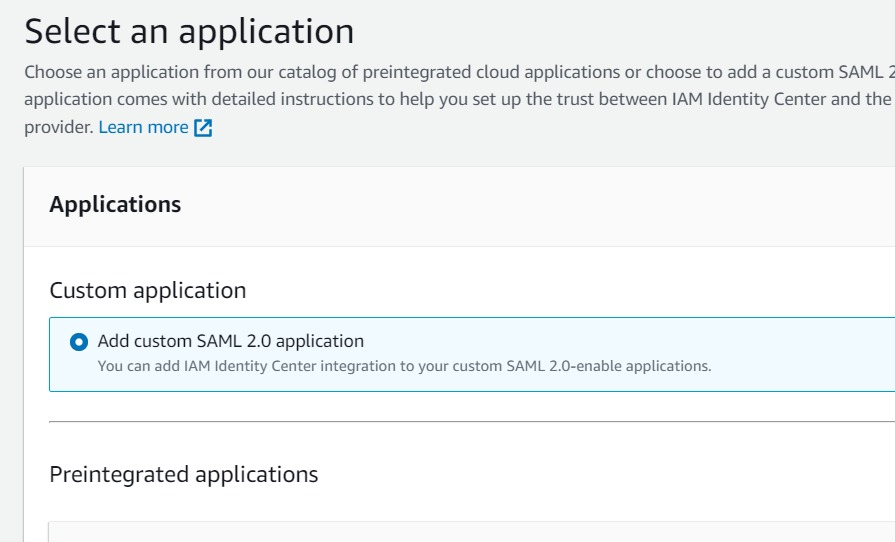 Select an application
Choose an application from our catalog of preintegrated cloud applications or choose to add a custom SAML 2
application comes with detailed instructions to help you set up the trust between IAM Identity Center and the
provider. Learn more
Applications
Custom application
Add custom SAML 2.0 application
You can add IAM Identity Center integration to your custom SAML 2.0-enable applications.
Preintegrated applications